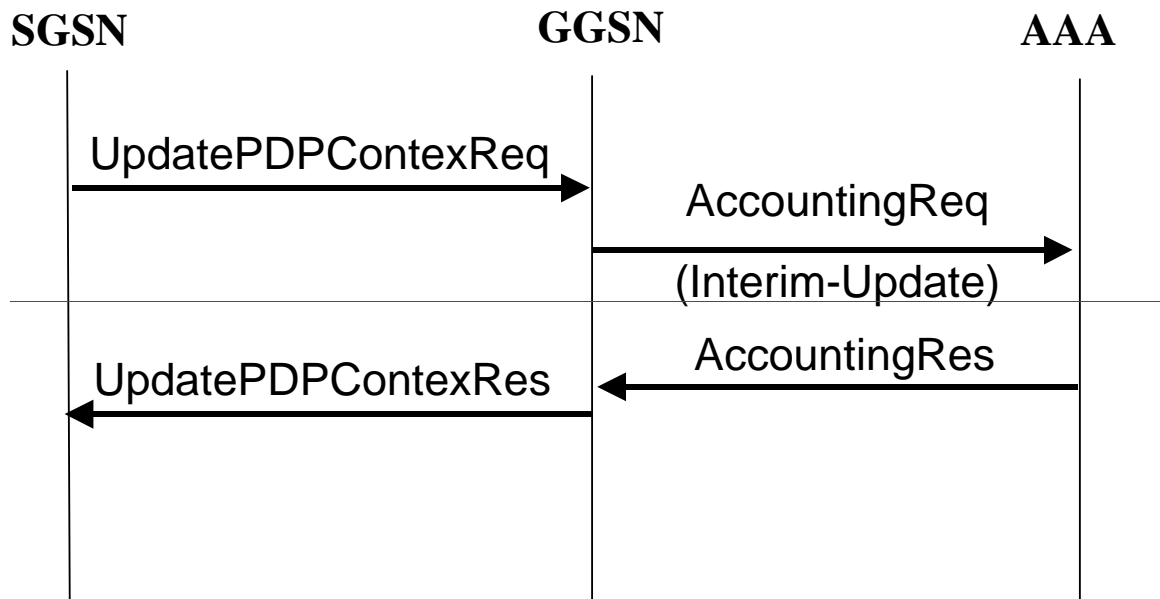 SGSN GGSN AAA
UpdatePDPContexReq
AccountingReq
(Interim-Update)
AccountingRes
UpdatePDPContexRes